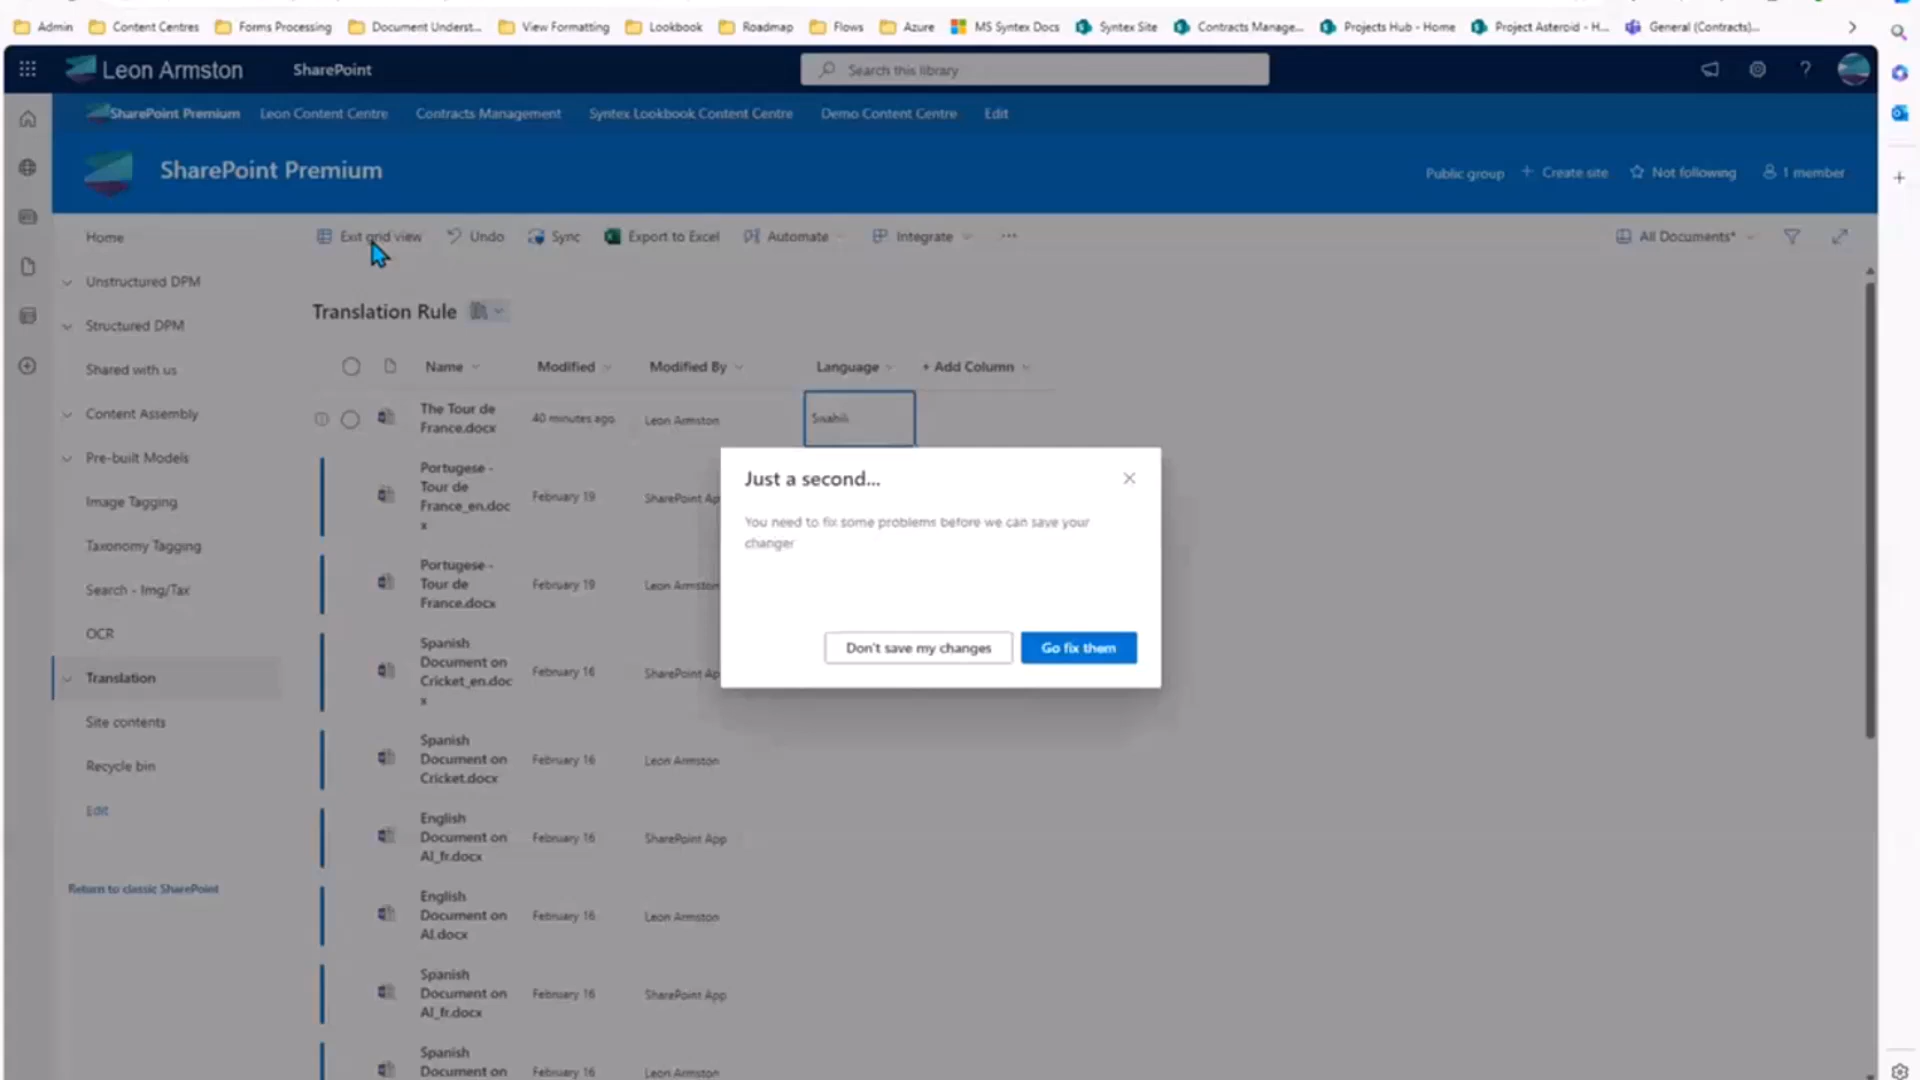 Admin Content Centres Forms Processing Document Underst... View Formatting Lookbook Roadmap Flows Azure MS Syntex Docs Syntex Site Contracts Manage... Projects Hub - Home Project Asteroid - H... General (Contracts)...
Leon Armston SharePoint Search this library
SharePoint Premium Leon Content Centre Contracts Management Syntex Lookbook Content Centre Demo Content Centre Edit
SharePoint Premium
Public group + Create site Not following 1 member
Home
Unstructured DPM
Structured DPM
Shared with us
Content Assembly
Pre-built Models
Image Tagging
Taxonomy Tagging
Search - Img/Tax
OCR
Translation
Site contents
Recycle bin
Edit
Return to classic SharePoint
Exit grid view Undo Sync Export to Excel Automate Integrate ... All Documents*
Translation Rule
Name Modified Modified By Language + Add Column
The Tour de
France.docx
40 minutes ago Leon Armston Swahili
Portugese -
Tour de
France_en.doc
x
February 19 SharePoint Ap
Portugese -
Tour de
France.docx
February 19 Leon Armston
Spanish
Document on
Cricket_en.doc
x
February 16 SharePoint Ap
Spanish
Document on
Cricket.docx
February 16 Leon Armston
English
Document on
AI_fr.docx
February 16 SharePoint App
English
Document on
AI.docx
February 16 Leon Armston
Spanish
Document on
AI_fr.docx
February 16 SharePoint App
Spanish
Document on
February 16 Leon Armston
Just a second...
You need to fix some problems before we can save your
changer
Don't save my changes Go fix them